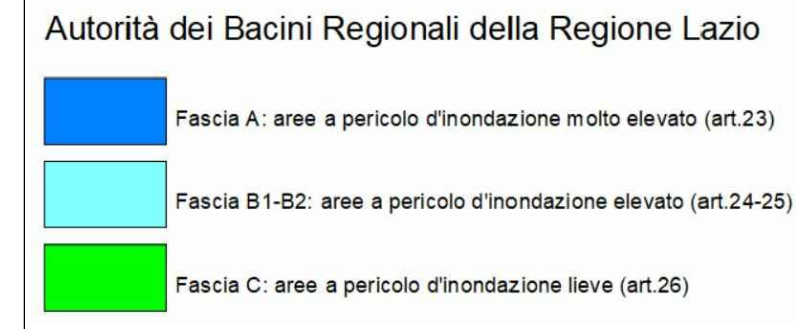 Autorità dei Bacini Regionali della Regione Lazio
Fascia A: aree a pericolo d'inondazione molto elevato (art.23)
Fascia B1-B2: aree a pericolo d'inondazione elevato (art.24-25)
Fascia C: aree a pericolo d'inondazione lieve (art.26)